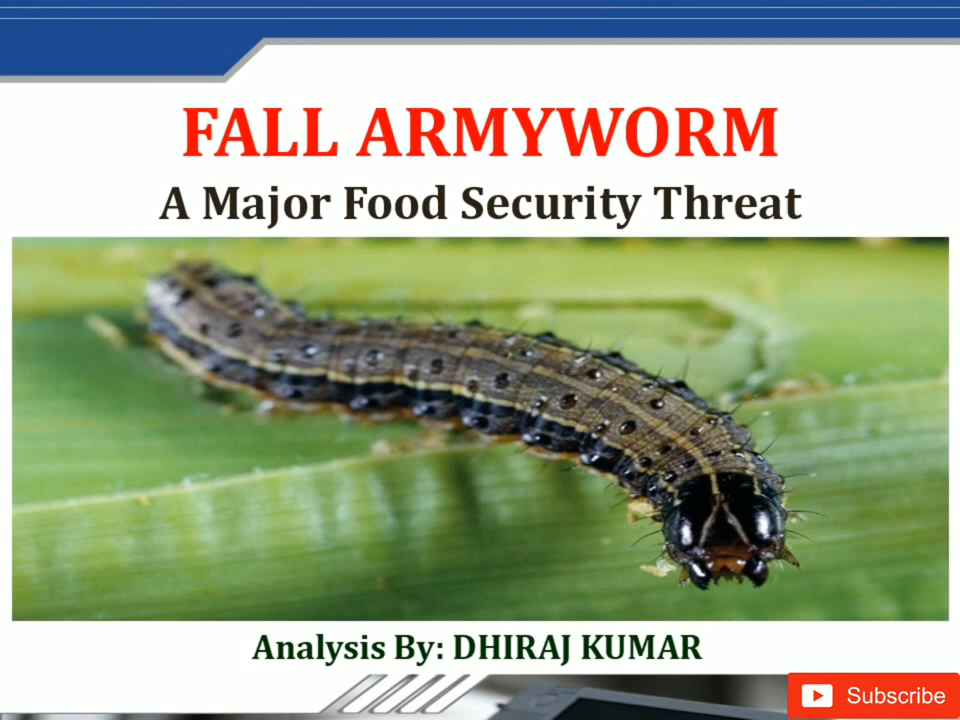 FALL ARMYWORM
A Major Food Security Threat
Analysis By: DHIRAJ KUMAR
Subscribe